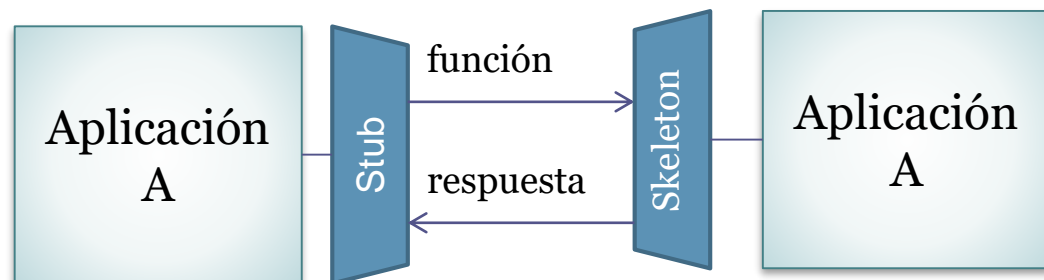 Aplicación
A
Stub
función
respuesta
Skeleton
Aplicación
A